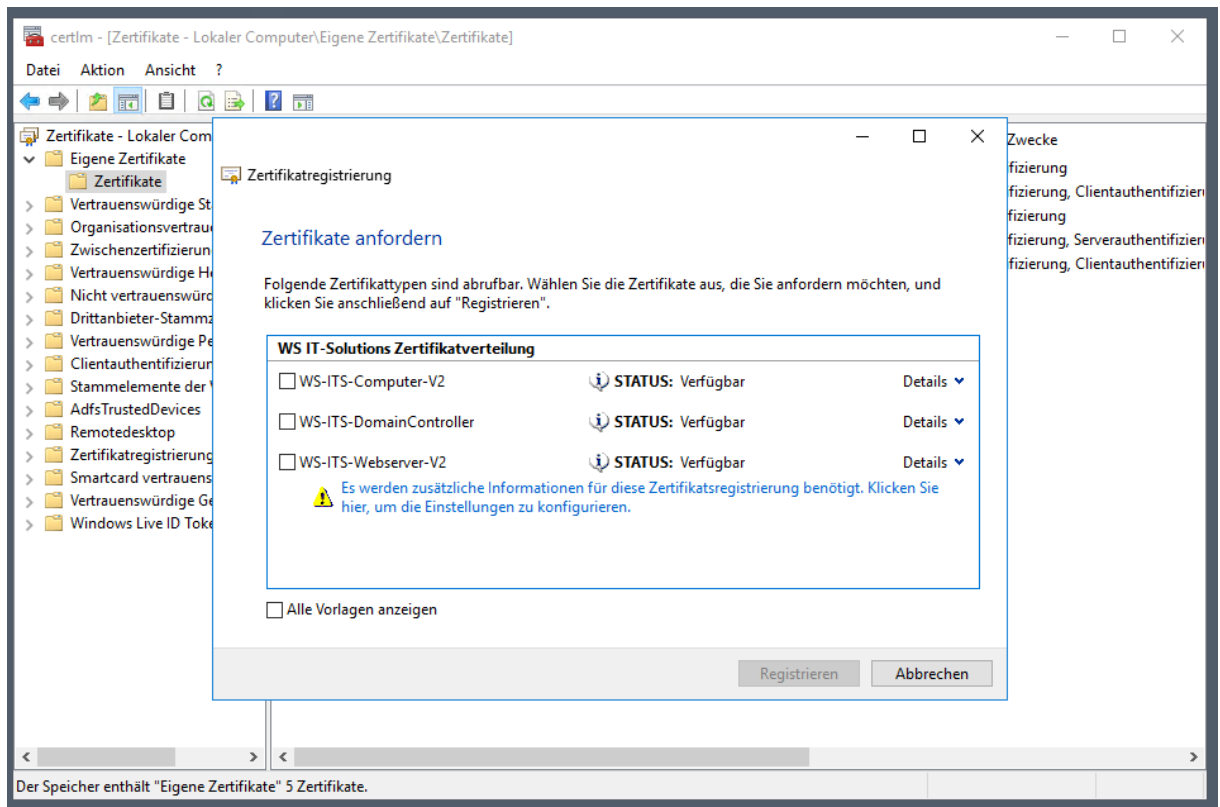 certlm - [Zertifikate - Lokaler Computer\Eigene Zertifikate\Zertifikate]
Datei Aktion Ansicht ?
Zertifikate - Lokaler Com
Eigene Zertifikate
Zertifikate
Vertrauenswürdige St
Organisationsvertrau
Zwischenzertifizierun
Vertrauenswürdige H
Nicht vertrauenswürd
Drittanbieter-Stammz
Vertrauenswürdige Pe
Clientauthentifizierun
Stammelemente der
AdfsTrustedDevices
Remotedesktop
Zertifikatregistrierung
Smartcard vertrauens
Vertrauenswürdige Ge
Windows Live ID Toke
Zwecke
fizierung
fizierung, Clientauthentifizier
fizierung
fizierung, Serverauthentifizier
fizierung, Clientauthentifizier
Zertifikatregistrierung
Zertifikate anfordern
Folgende Zertifikattypen sind abrufbar. Wählen Sie die Zertifikate aus, die Sie anfordern möchten, und
klicken Sie anschließend auf "Registrieren".
WS IT-Solutions Zertifikatverteilung
WS-ITS-Computer-V2 STATUS: Verfügbar Details
WS-ITS-DomainController STATUS: Verfügbar Details
WS-ITS-Webserver-V2 STATUS: Verfügbar Details
Es werden zusätzliche Informationen für diese Zertifikatsregistrierung benötigt. Klicken Sie
hier, um die Einstellungen zu konfigurieren.
Alle Vorlagen anzeigen
Registrieren Abbrechen
Der Speicher enthält "Eigene Zertifikate" 5 Zertifikate.